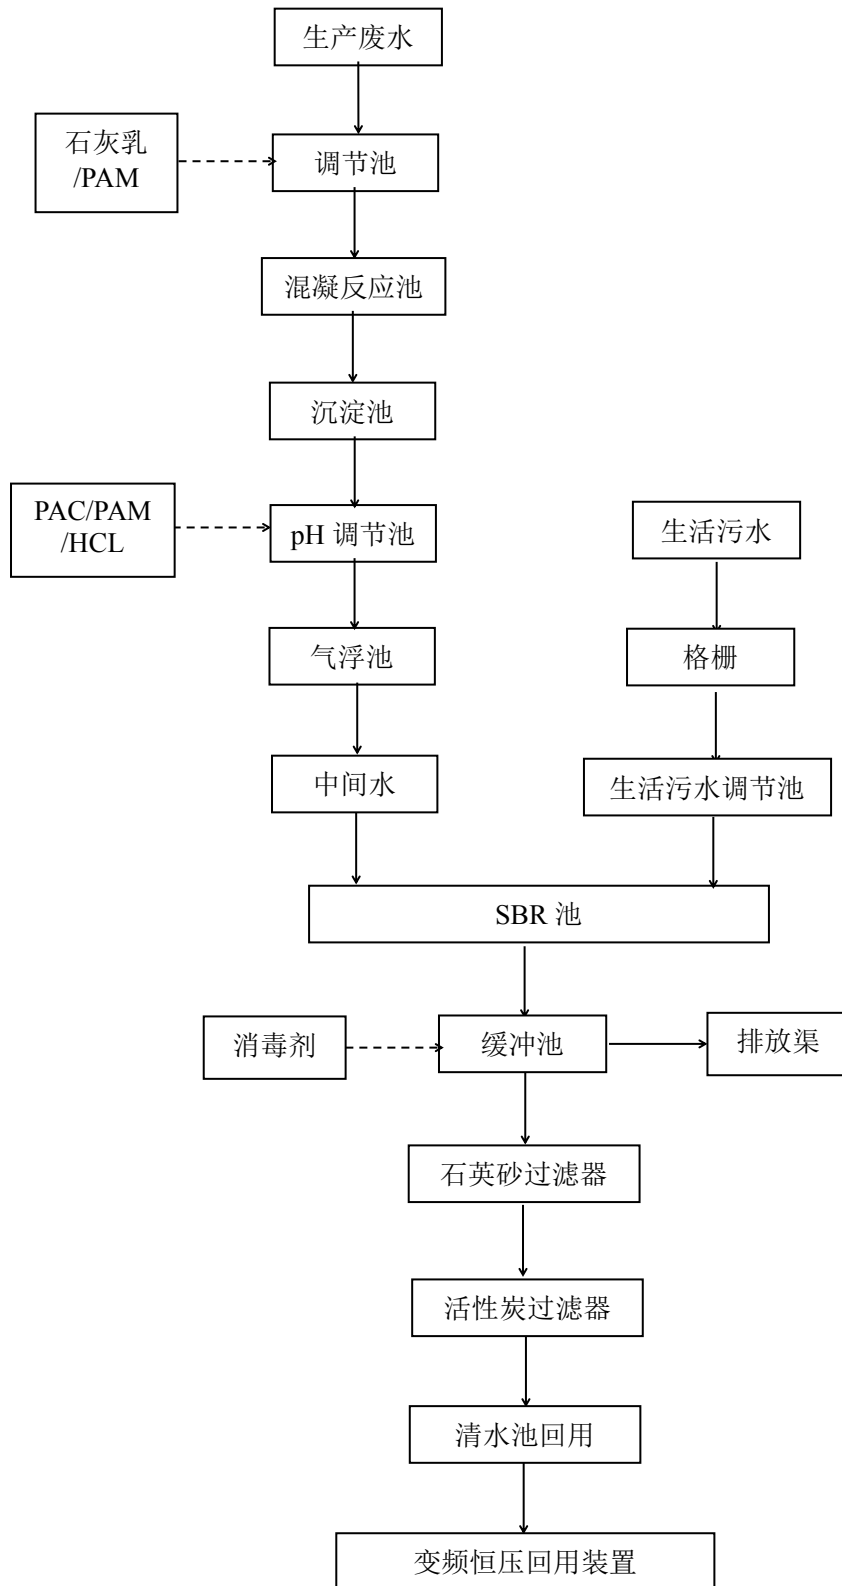 生产废水
石灰乳
/PAM
调节池
混凝反应池
沉淀池
PAC/PAM
/HCL
pH 调节池
生活污水
气浮池
格栅
中间水
生活污水调节池
SBR 池
消毒剂
缓冲池
排放渠
石英砂过滤器
活性炭过滤器
清水池回用
变频恒压回用装置